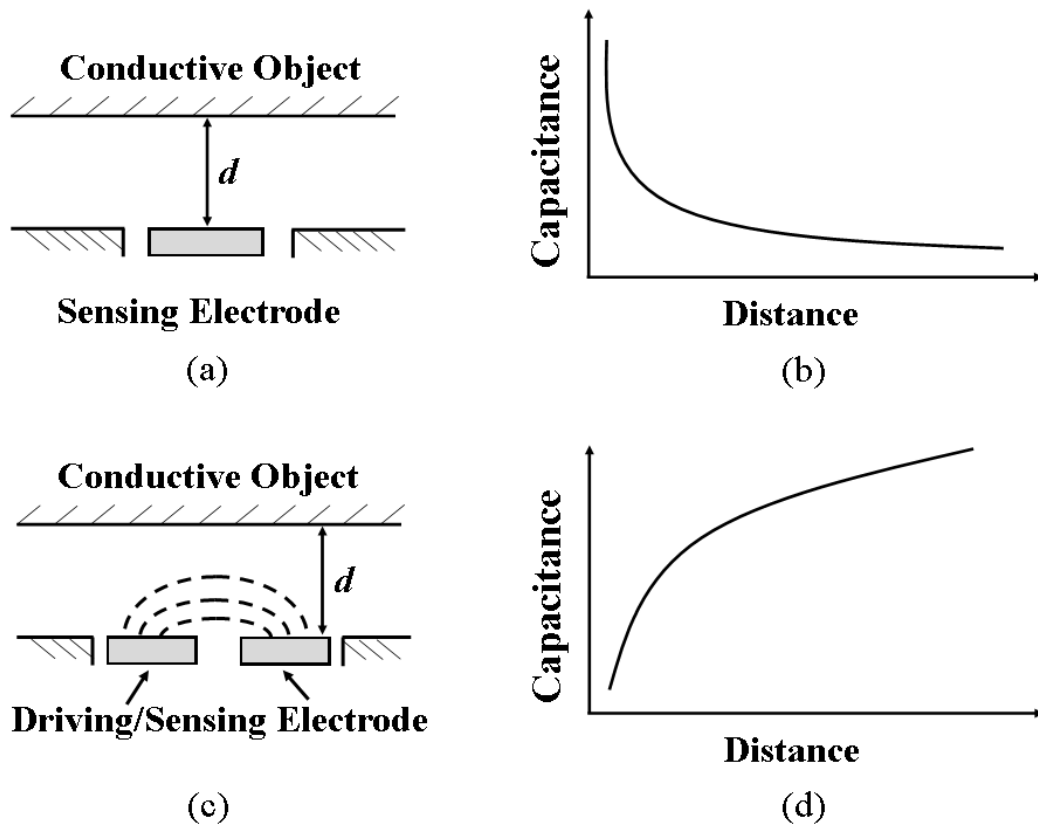 Conductive Object
d
Sensing Electrode
(a)
Capacitance
Distance
(b)
Conductive Object
d
Driving/Sensing Electrode
(c)
Capacitance
Distance
(d)